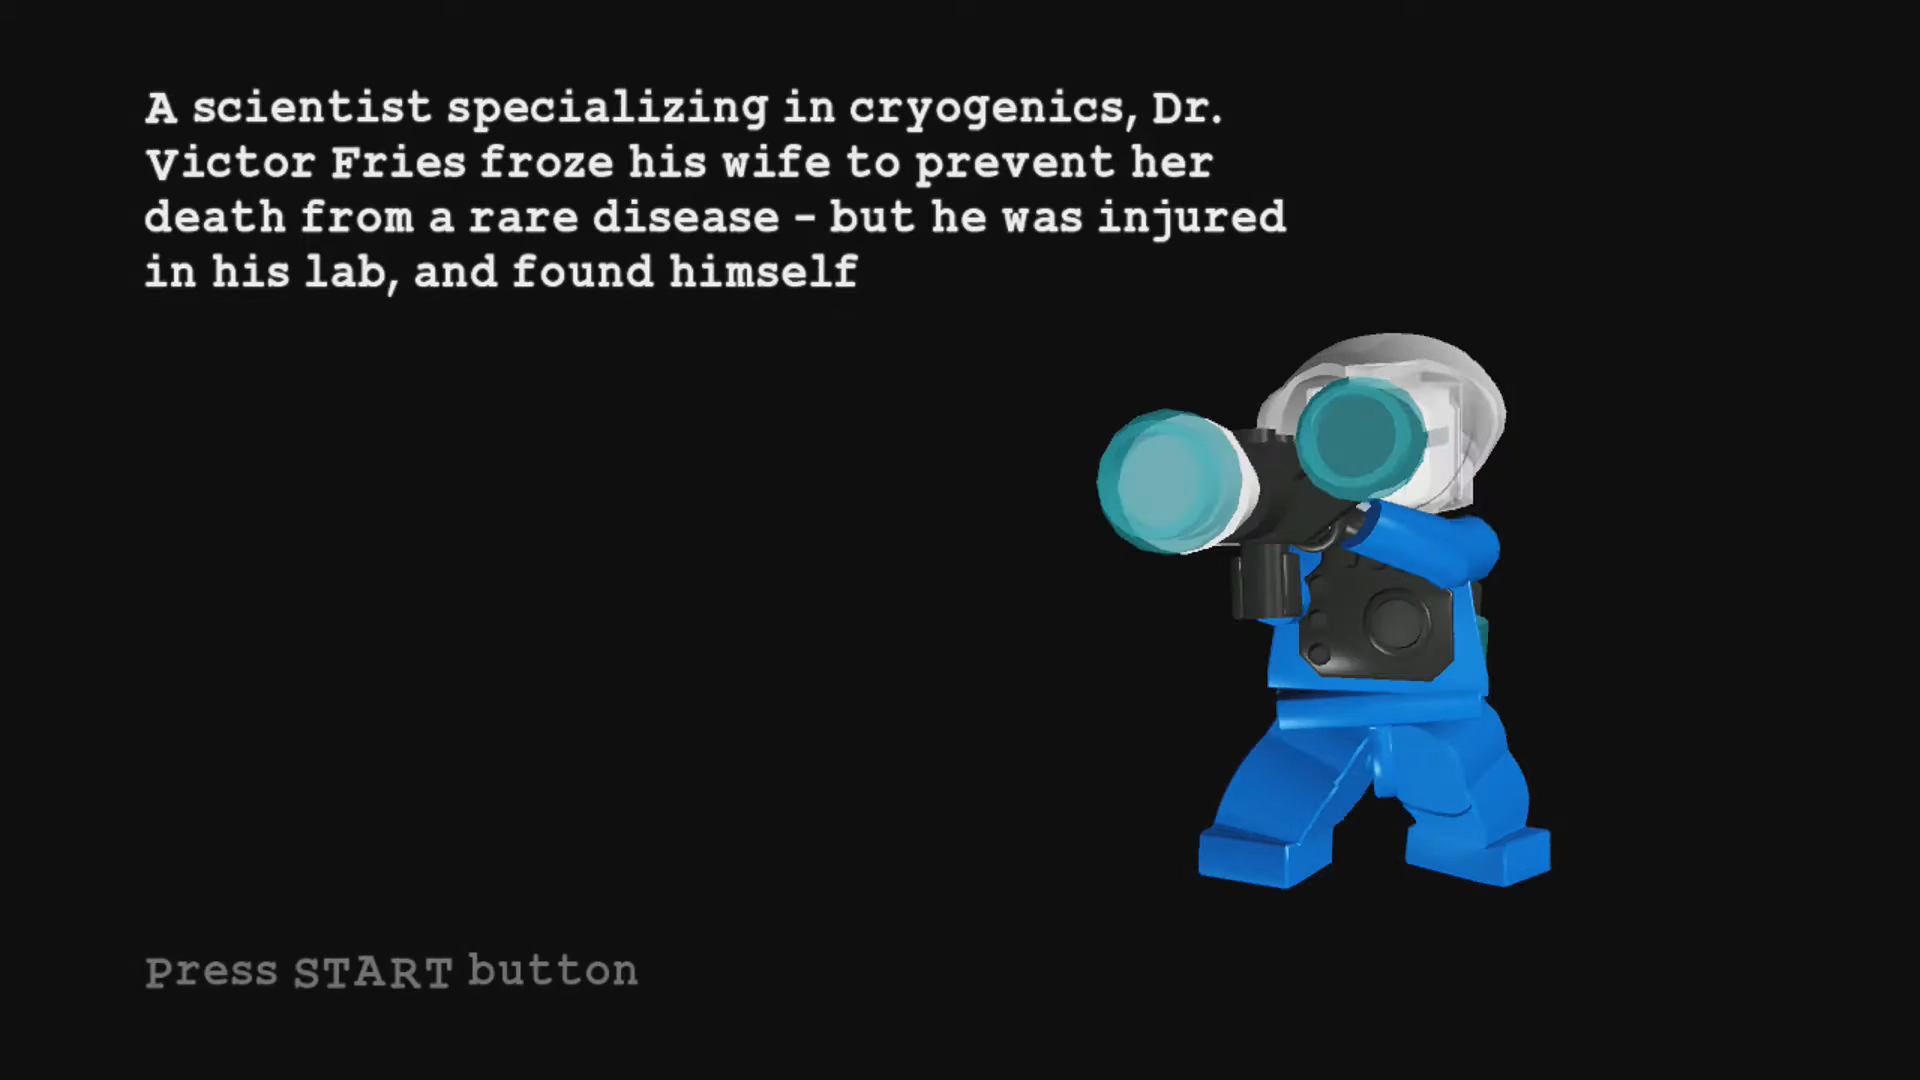 A scientist specializing in cryogenics, Dr.
Victor Fries froze his wife to prevent her
death from a rare disease - but he was injured
in his lab, and found himself
Press START button